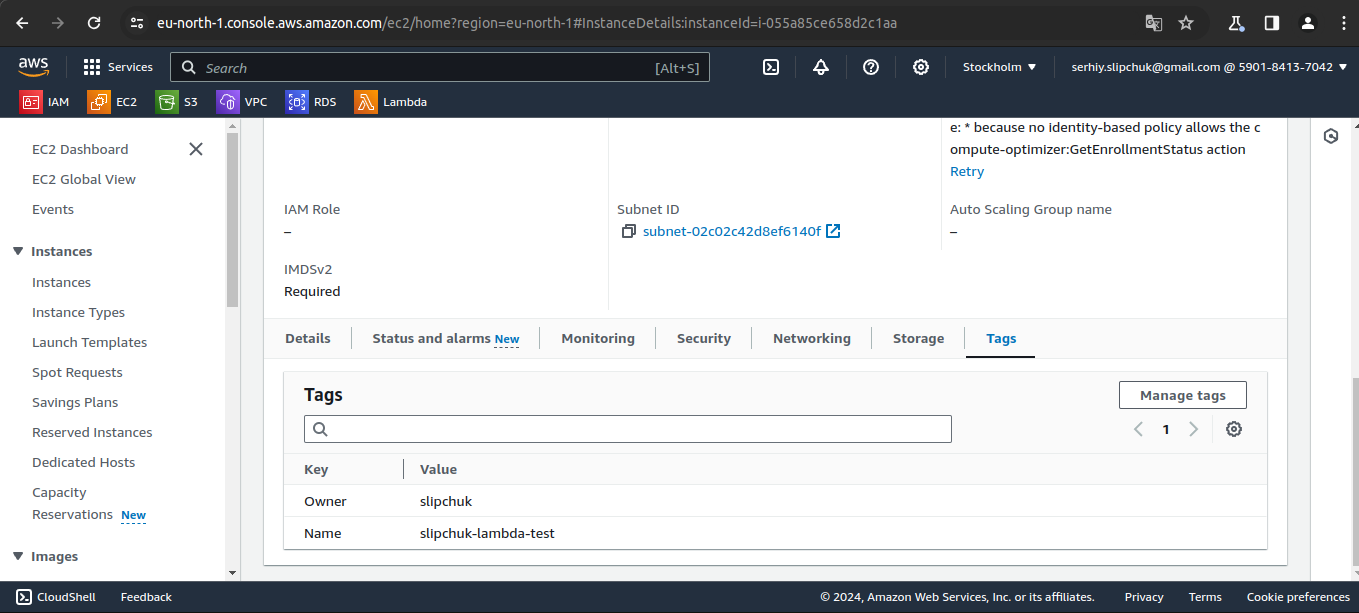 eu-north-1.console.aws.amazon.com/ec2/home?region=eu-north-1#InstanceDetails:instanceId=i-055a85ce658d2c1aa
aws
Services
Search
[Alt+S]
Stockholm
serhiy.slipchuk@gmail.com @ 5901-8413-7042
IAM
EC2
S3
VPC
RDS
Lambda
EC2 Dashboard
EC2 Global View
Events
Instances
Instances
Instance Types
Launch Templates
Spot Requests
Savings Plans
Reserved Instances
Dedicated Hosts
Capacity
Reservations New
Images
e: * because no identity-based policy allows the c
ompute-optimizer:GetEnrollmentStatus action
Retry
IAM Role
–
Subnet ID
subnet-02c02c42d8ef6140f
Auto Scaling Group name
–
IMDSv2
Required
Details
Status and alarms New
Monitoring
Security
Networking
Storage
Tags
Tags
Manage tags
1
Key Value
Owner slipchuk
Name slipchuk-lambda-test
CloudShell
Feedback
© 2024, Amazon Web Services, Inc. or its affiliates.
Privacy
Terms
Cookie preferences